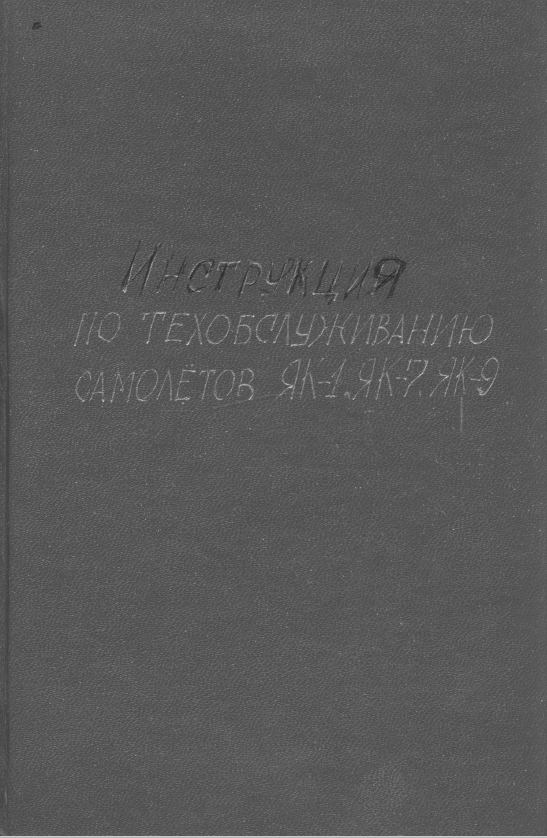 Инструкция
по техобслуживанию
самолётов Як-1, Як-7, Як-9